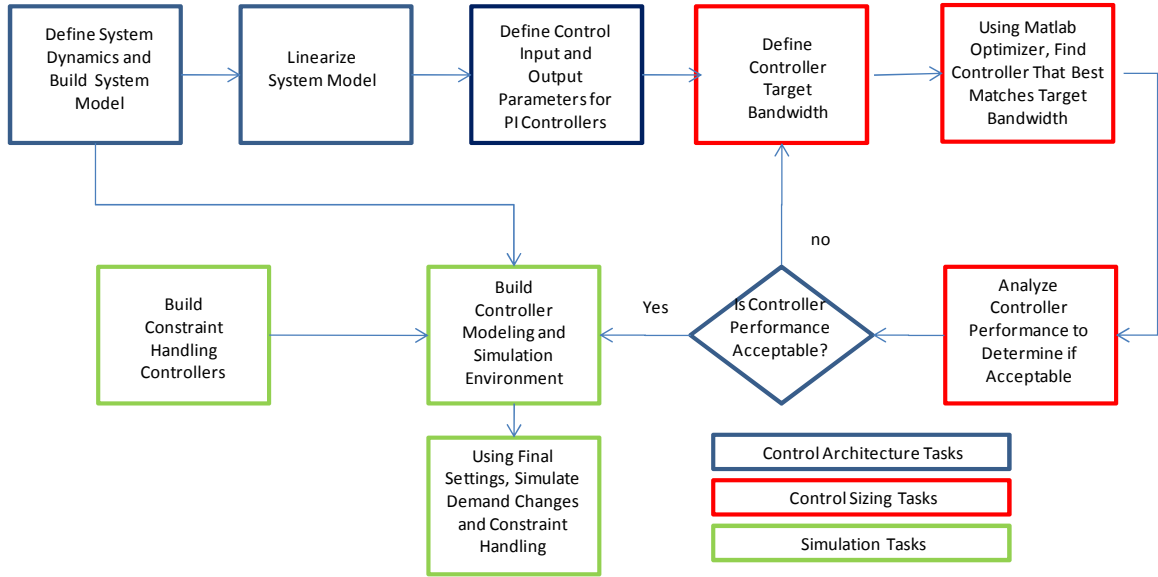 Define System
Dynamics and
Build System
Model
Linearize
System Model
Define Control
Input and
Output
Parameters for
PI Controllers
Define
Controller
Target
Bandwidth
Using Matlab
Optimizer, Find
Controller That Best
Matches Target
Bandwidth
no
Build
Constraint
Handling
Controllers
Build
Controller
Modeling and
Simulation
Environment
Yes
Is Controller
Performance
Acceptable?
Analyze
Controller
Performance to
Determine if
Acceptable
Using Final
Settings, Simulate
Demand Changes
and Constraint
Handling
Control Architecture Tasks
Control Sizing Tasks
Simulation Tasks